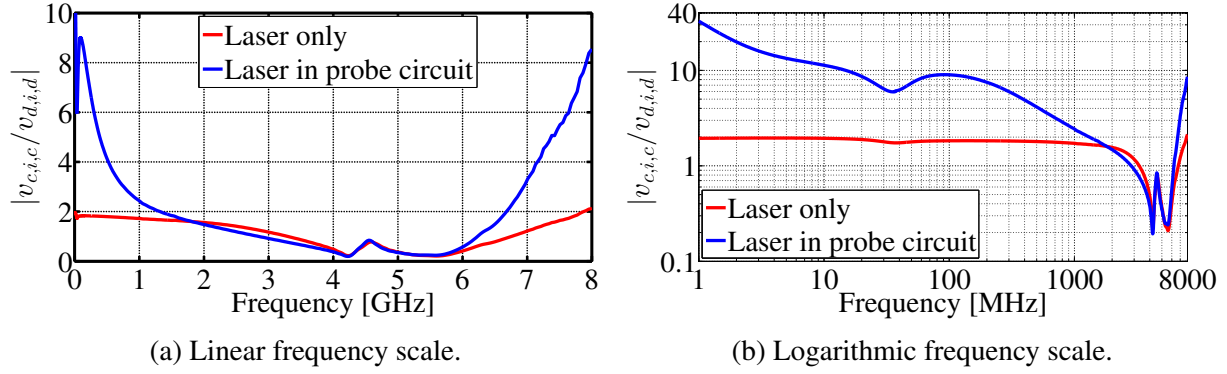 |v_{c,i,c}/v_{d,i,d}|
10
8
6
4
2
0
Laser only
Laser in probe circuit
0 1 2 3 4 5 6 7 8
Frequency [GHz]
(a) Linear frequency scale.
|v_{c,i,c}/v_{d,i,d}|
40
10
1
0.1
Laser only
Laser in probe circuit
1 10 100 1000 8000
Frequency [MHz]
(b) Logarithmic frequency scale.